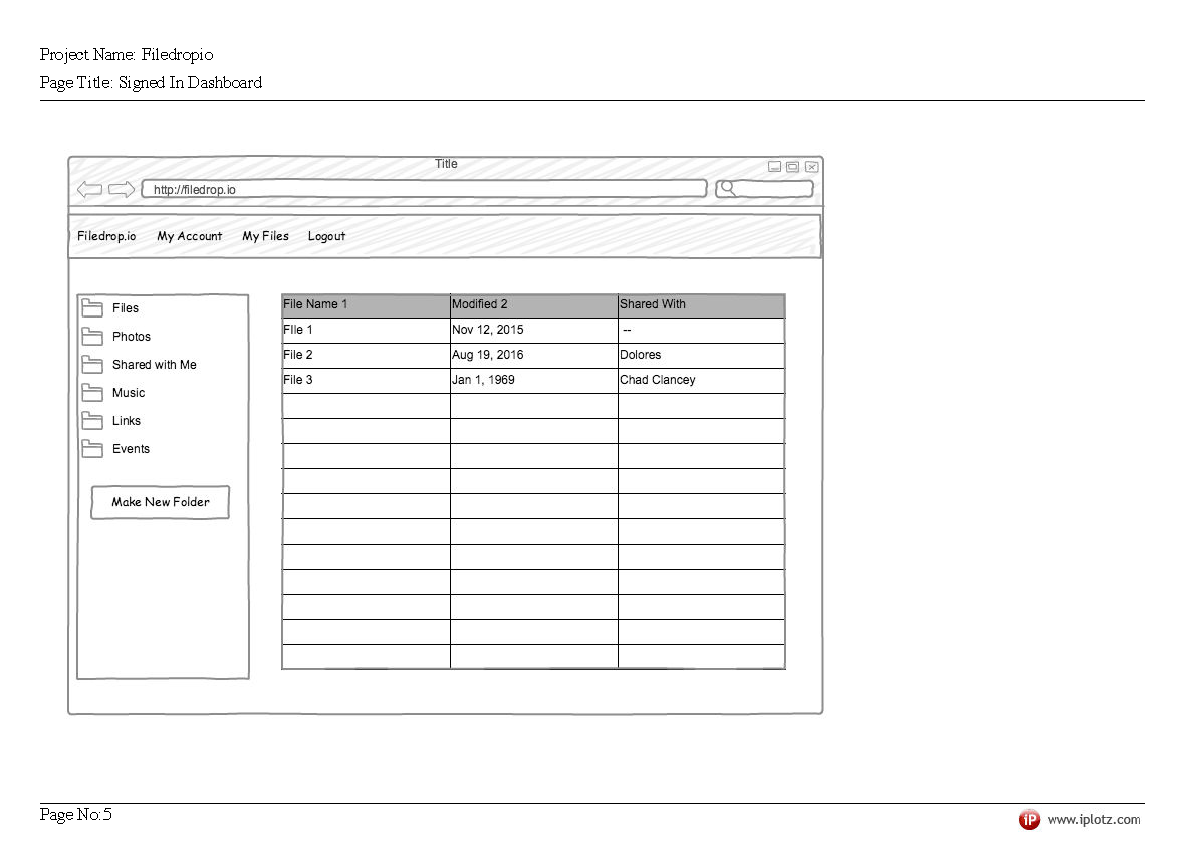 Project Name: Filedropio
Page Title: Signed In Dashboard
Title
http://filedrop.io
Filedrop.io My Account My Files Logout
Files
Photos
Shared with Me
Music
Links
Events
Make New Folder
File Name 1 Modified 2 Shared With
FIle 1 Nov 12, 2015 --
File 2 Aug 19, 2016 Dolores
File 3 Jan 1, 1969 Chad Clancey
Page No:5
iP www.iplotz.com